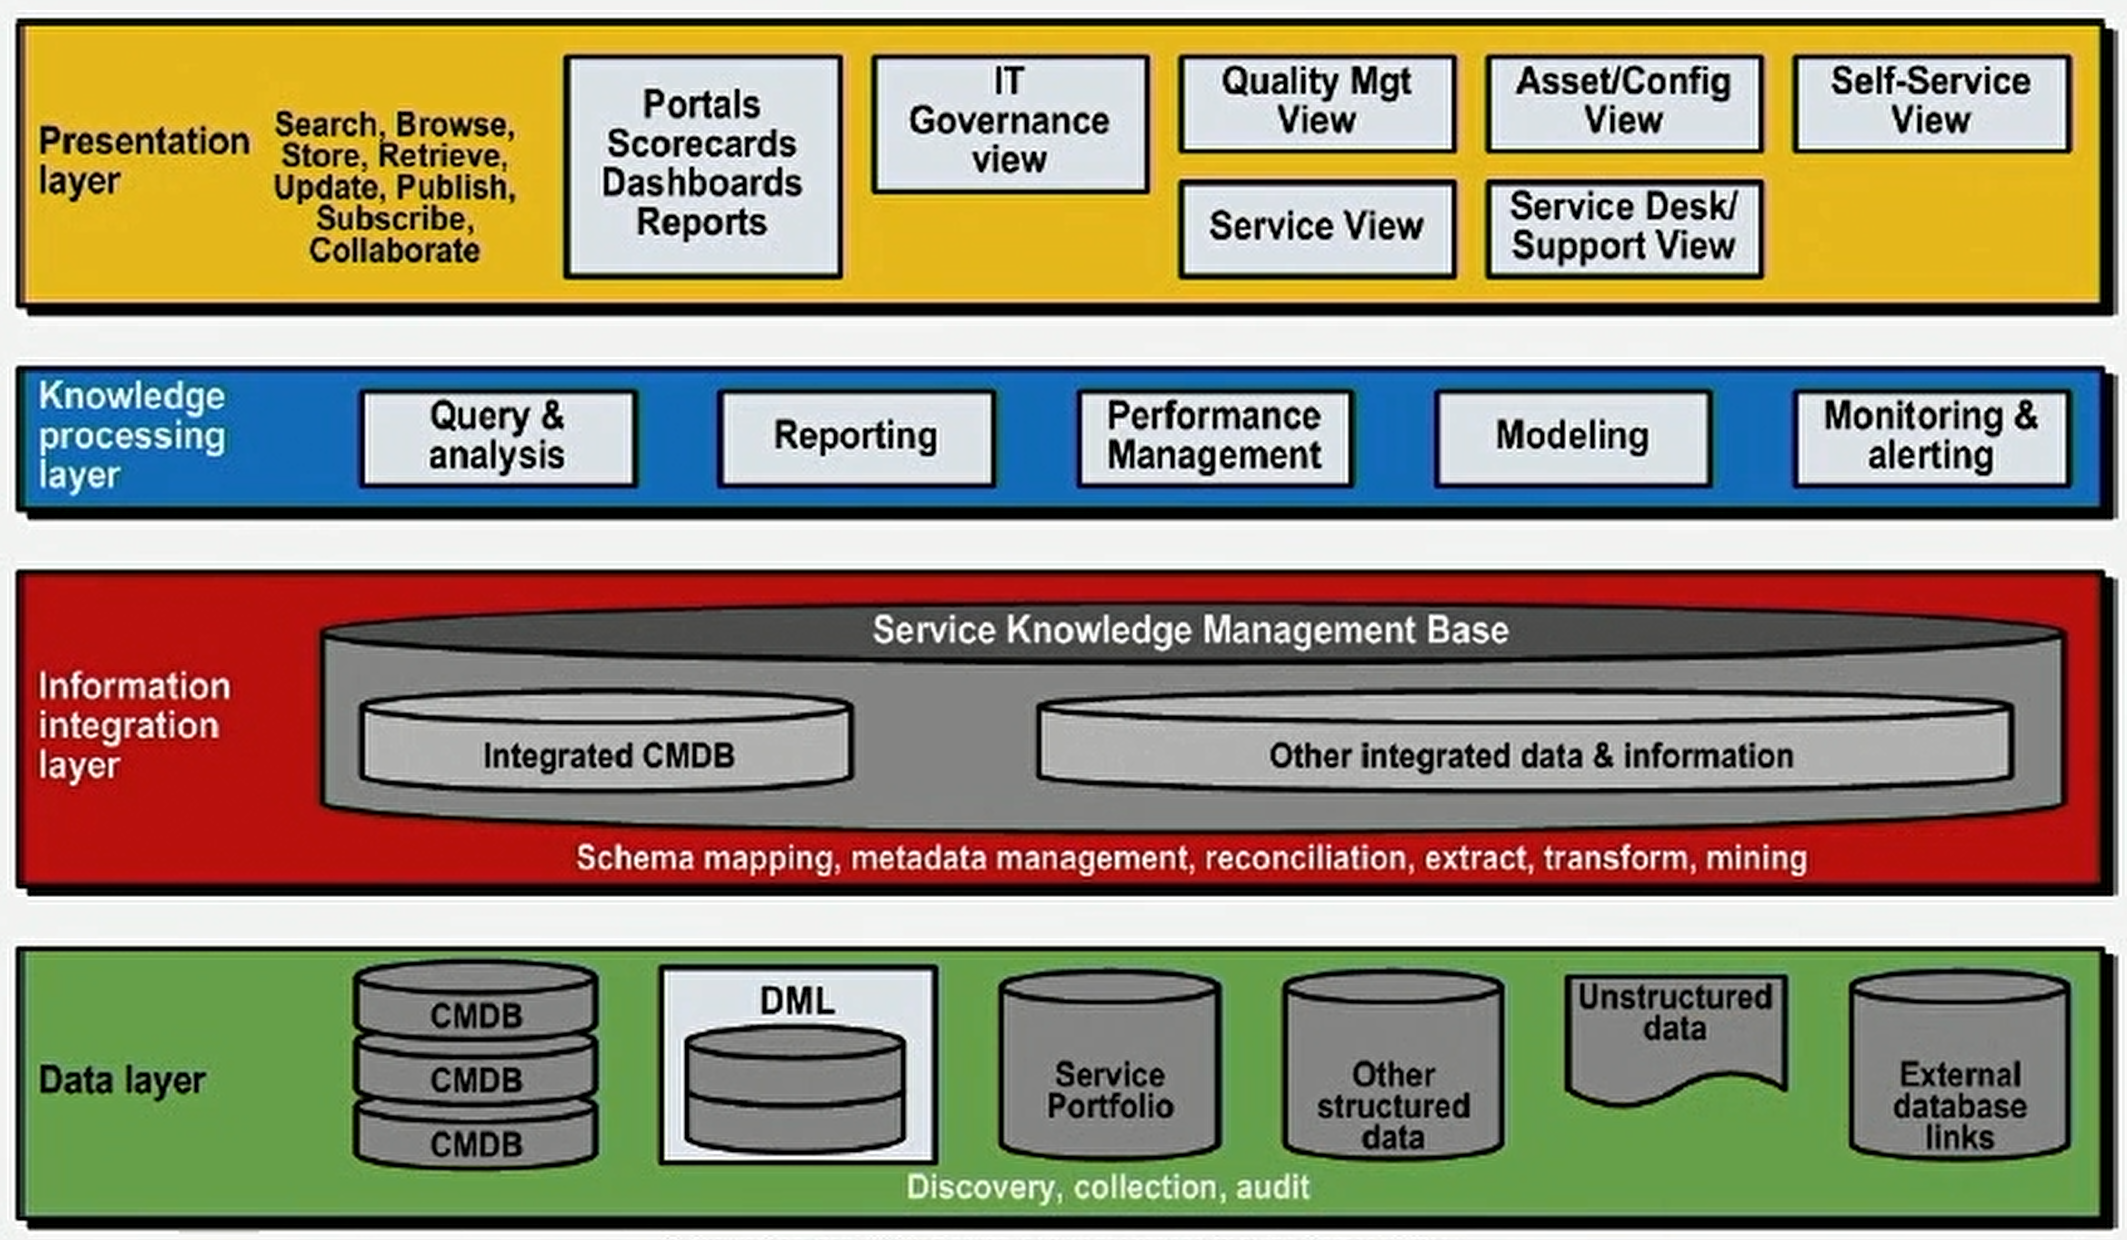 Presentation
layer
Search, Browse,
Store, Retrieve,
Update, Publish,
Subscribe,
Collaborate
Portals
Scorecards
Dashboards
Reports
IT
Governance
view
Quality Mgt
View
Asset/Config
View
Self-Service
View
Service View
Service Desk/
Support View
Knowledge
processing
layer
Query &
analysis
Reporting
Performance
Management
Modeling
Monitoring &
alerting
Information
integration
layer
Service Knowledge Management Base
Integrated CMDB
Other integrated data & information
Schema mapping, metadata management, reconciliation, extract, transform, mining
Data layer
CMDB
CMDB
CMDB
DML
Service
Portfolio
Other
structured
data
Unstructured
data
External
database
links
Discovery, collection, audit